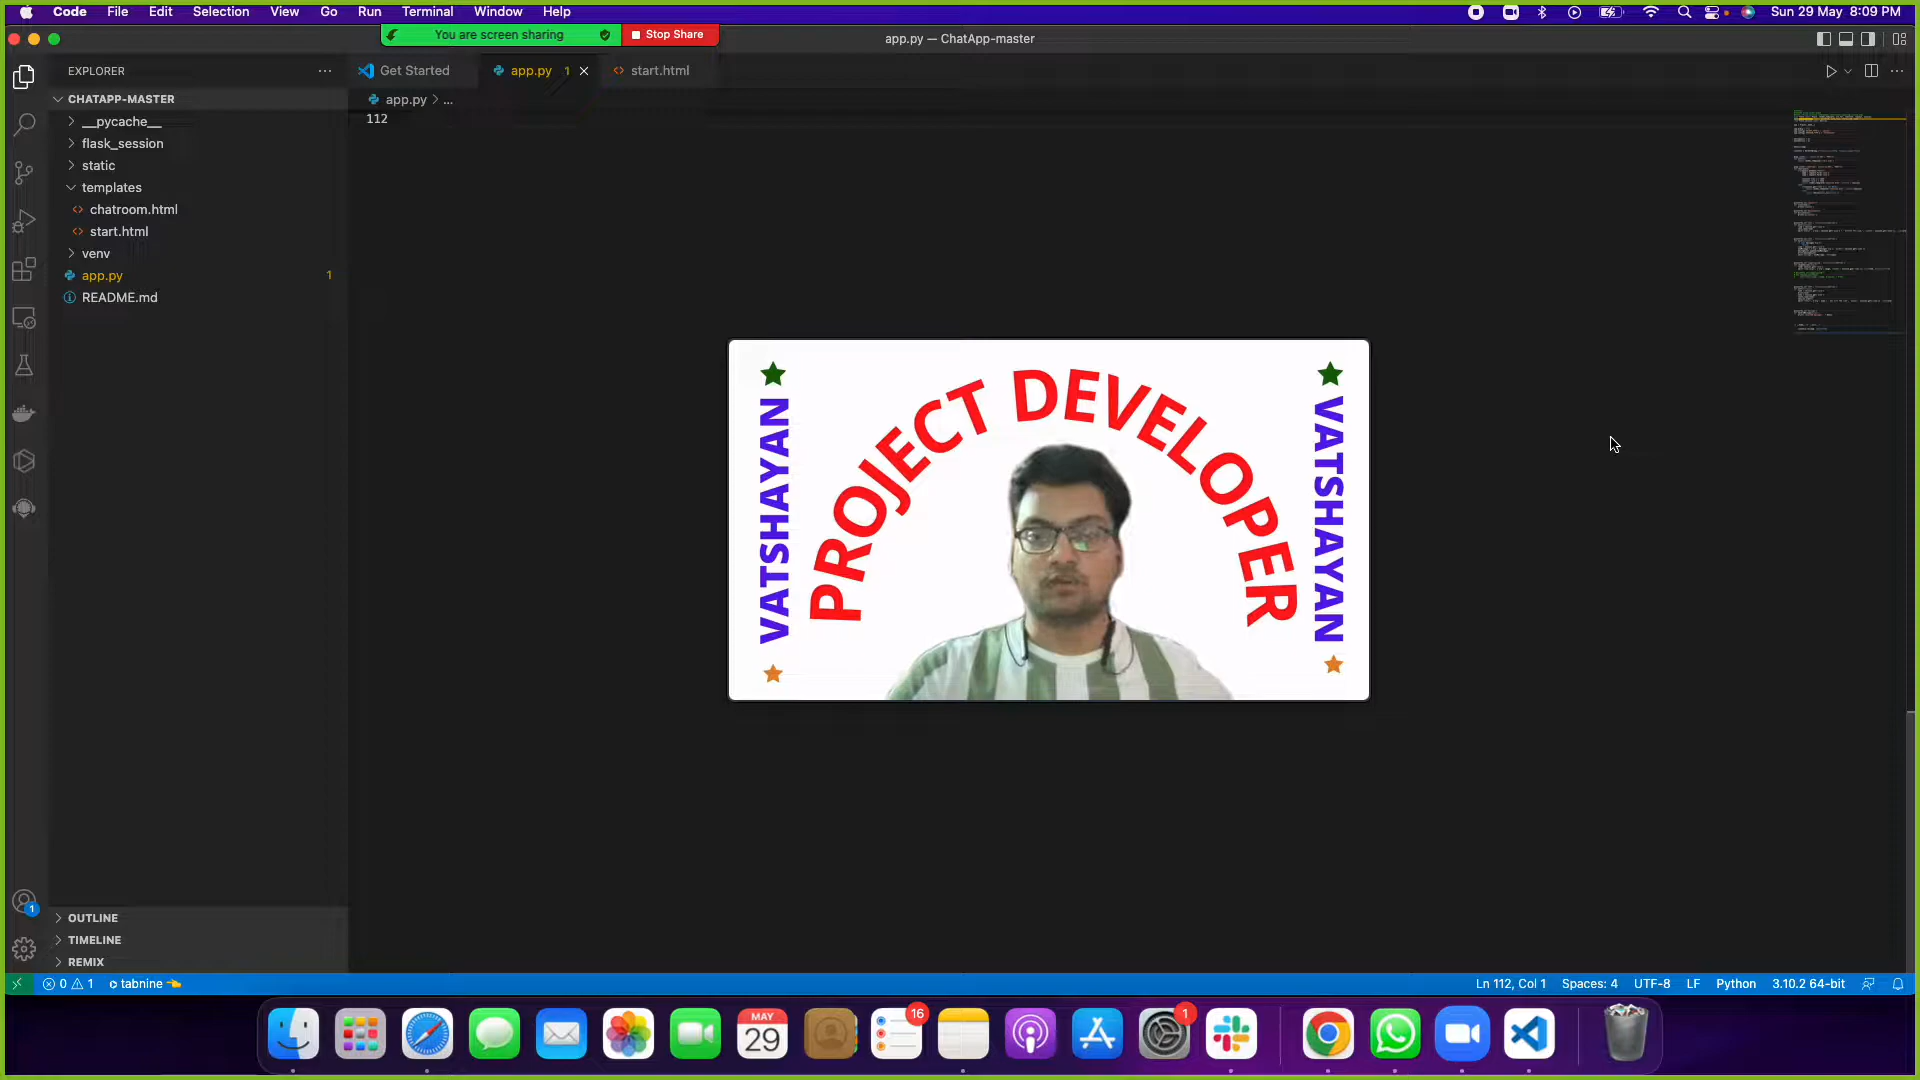 Code File Edit Selection View Go Run Terminal Window Help
Sun 29 May 8:09 PM
You are screen sharing
Stop Share
app.py — ChatApp-master
EXPLORER
Get Started
app.py 1
start.html
CHATAPP-MASTER
app.py > ...
112
__pycache__
flask_session
static
templates
chatroom.html
start.html
venv
app.py 1
README.md
PROJECT DEVELOPER
VATSHAYAN
VATSHAYAN
1
OUTLINE
TIMELINE
REMIX
0 1 tabnine
Ln 112, Col 1 Spaces: 4 UTF-8 LF Python 3.10.2 64-bit
MAY
29
16
1